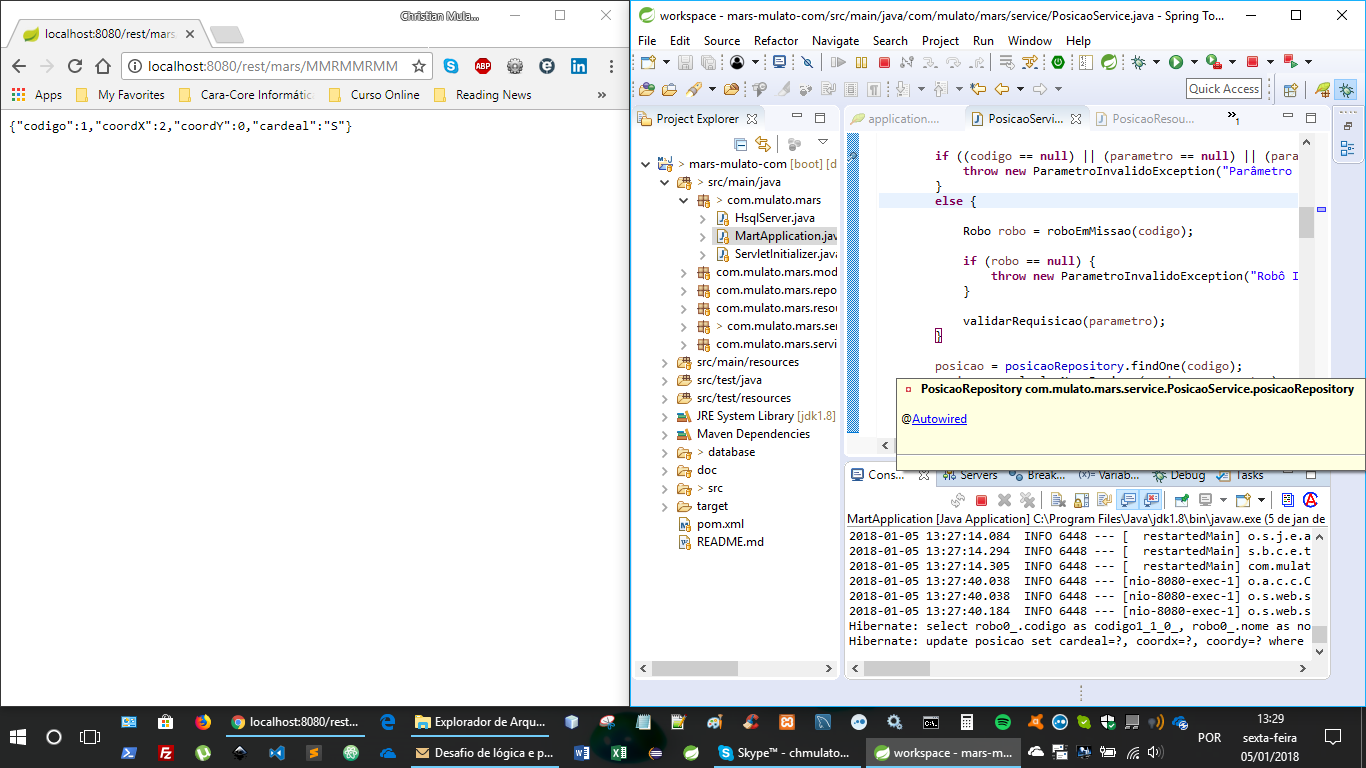 Christian Mula...
localhost:8080/rest/mars
localhost:8080/rest/mars/MMRMMRMM
Apps
My Favorites
Cara-Core Informátic
Curso Online
Reading News
»
{"codigo":1,"coordX":2,"coordY":0,"cardeal":"S"}
workspace - mars-mulato-com/src/main/java/com/mulato/mars/service/PosicaoService.java - Spring To...
File Edit Source Refactor Navigate Search Project Run Window Help
Quick Access
Project Explorer
> mars-mulato-com [boot] [d
> src/main/java
> com.mulato.mars
HsqlServer.java
MartApplication.jav
ServletInitializer.java
com.mulato.mars.mod
com.mulato.mars.repo
com.mulato.mars.resou
> com.mulato.mars.se
com.mulato.mars.servi
src/main/resources
src/test/java
src/test/resources
JRE System Library [jdk1.8]
Maven Dependencies
> database
doc
> src
target
pom.xml
README.md
application....
PosicaoServi...
PosicaoResou...
»1
if ((codigo == null) || (parametro == null) || (para
throw new ParametroInvalidoException("Parâmetro
}
else {
Robo robo = roboEmMissao(codigo);
if (robo == null) {
throw new ParametroInvalidoException("Robô I
}
validarRequisicao(parametro);
}
posicao = posicaoRepository.findOne(codigo);
PosicaoRepository com.mulato.mars.service.PosicaoService.posicaoRepository
@Autowired
Cons...
Servers
Break...
Variab...
Debug
Tasks
MartApplication [Java Application] C:\Program Files\Java\jdk1.8\bin\javaw.exe (5 de jan de
2018-01-05 13:27:14.084 INFO 6448 --- [ restartedMain] o.s.j.e.a
2018-01-05 13:27:14.294 INFO 6448 --- [ restartedMain] s.b.c.e.t
2018-01-05 13:27:14.305 INFO 6448 --- [ restartedMain] com.mulat
2018-01-05 13:27:40.038 INFO 6448 --- [nio-8080-exec-1] o.a.c.c.C
2018-01-05 13:27:40.038 INFO 6448 --- [nio-8080-exec-1] o.s.web.s
2018-01-05 13:27:40.184 INFO 6448 --- [nio-8080-exec-1] o.s.web.s
Hibernate: select robo0_.codigo as codigo1_1_0_, robo0_.nome as no
Hibernate: update posicao set cardeal=?, coordx=?, coordy=? where
localhost:8080/rest...
Explorador de Arqu...
Desafio de lógica e p...
Skype™ - chmulato...
workspace - mars-m...
POR
13:29
sexta-feira
05/01/2018